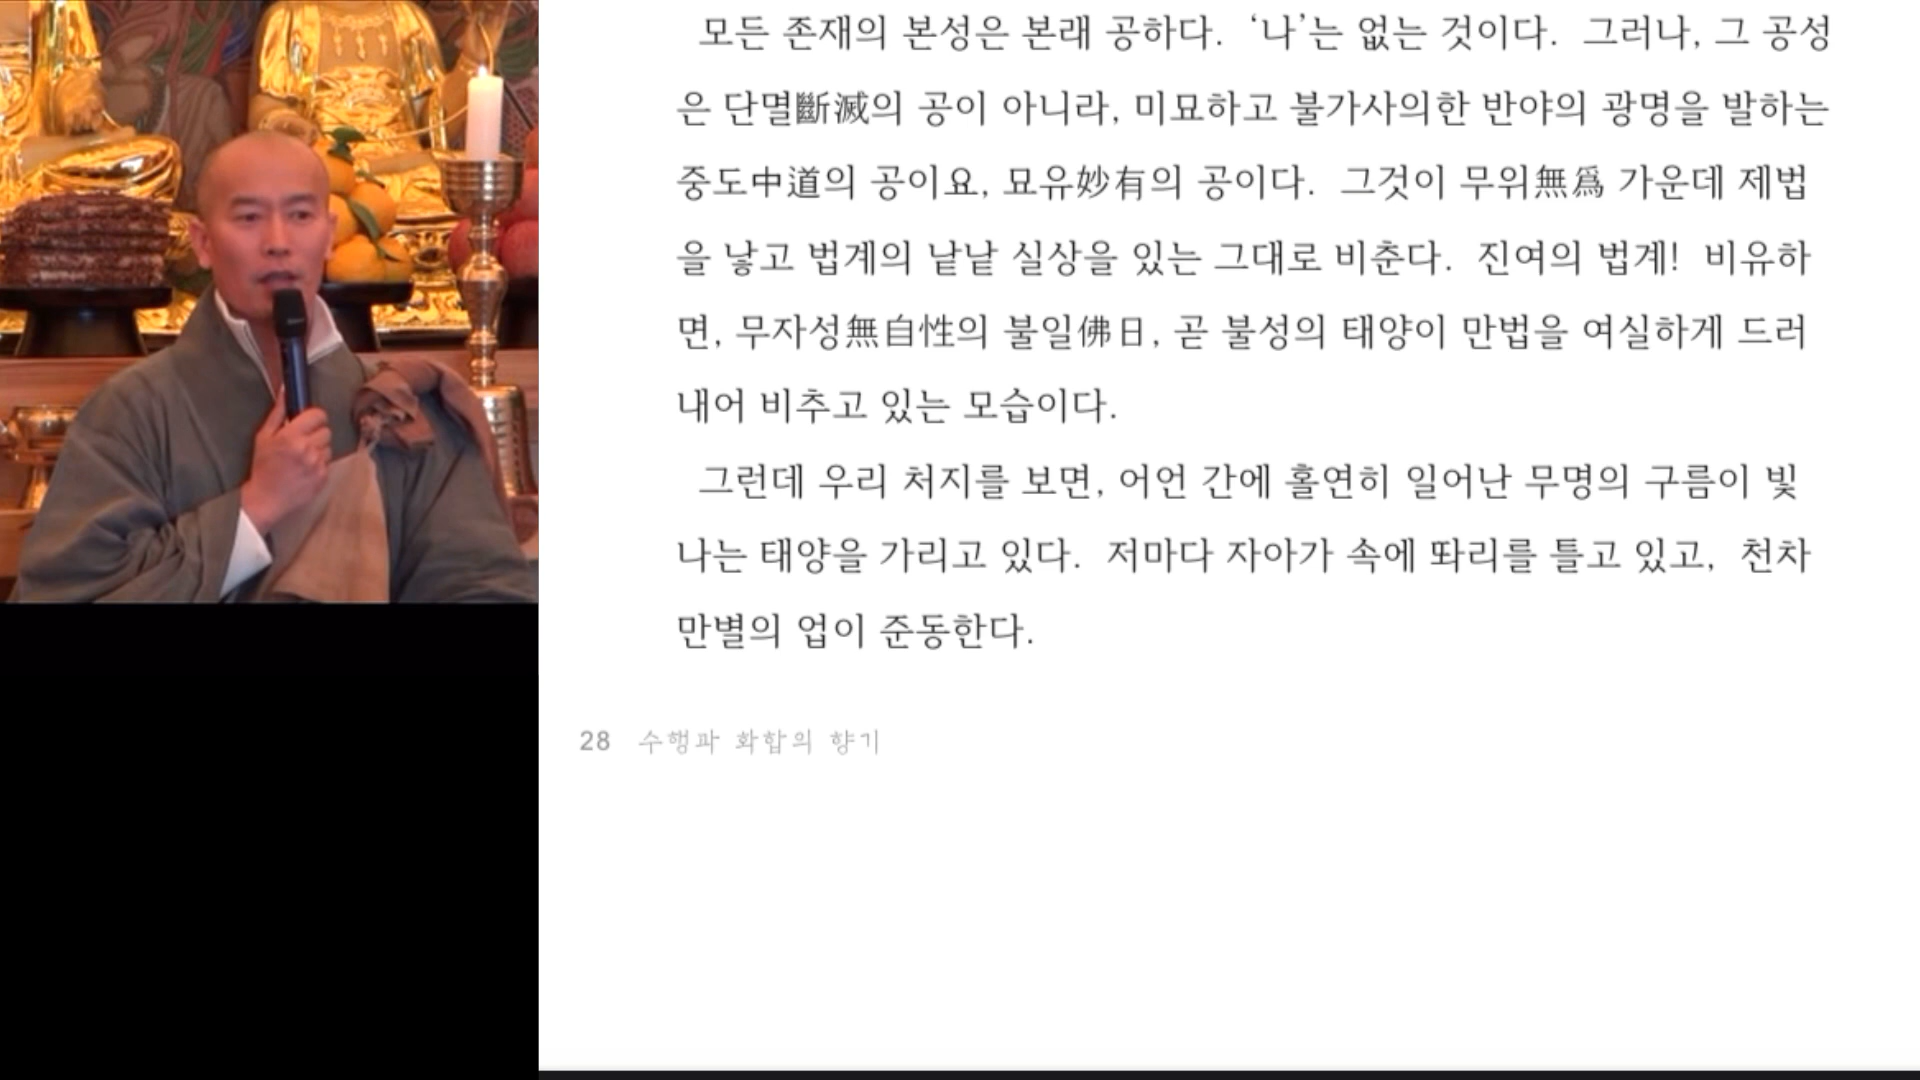 모든 존재의 본성은 본래 공하다. ‘나’는 없는 것이다. 그러나, 그 공성
은 단멸斷滅의 공이 아니라, 미묘하고 불가사의한 반야의 광명을 발하는
중도中道의 공이요, 묘유妙有의 공이다. 그것이 무위無爲 가운데 제법
을 낳고 법계의 낱낱 실상을 있는 그대로 비춘다. 진여의 법계! 비유하
면, 무자성無自性의 불일佛日, 곧 불성의 태양이 만법을 여실하게 드러
내어 비추고 있는 모습이다.
그런데 우리 처지를 보면, 어언 간에 홀연히 일어난 무명의 구름이 빛
나는 태양을 가리고 있다. 저마다 자아가 속에 똬리를 틀고 있고, 천차
만별의 업이 준동한다.
28 수행과 화합의 향기